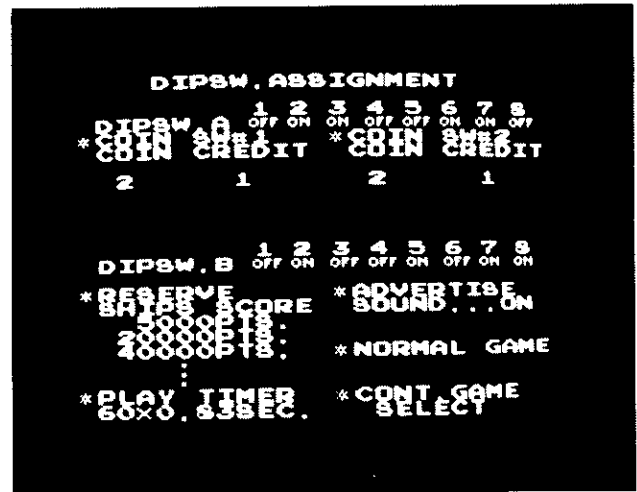 DIPSW.ASSIGNMENT
1 2 3 4 5 6 7 8
DIPSW.A OFF ON ON OFF OFF ON ON OFF
*COIN SW#1 *COIN SW#2
COIN CREDIT COIN CREDIT
2 1 2 1
1 2 3 4 5 6 7 8
DIPSW.B OFF ON OFF OFF ON OFF ON ON
*RESERVE *ADVERTISE
SHIPS SCORE SOUND...ON
20000PTS.
40000PTS. *NORMAL GAME
:
:
*PLAY TIMER *CONT.GAME
60×0.83SEC. SELECT